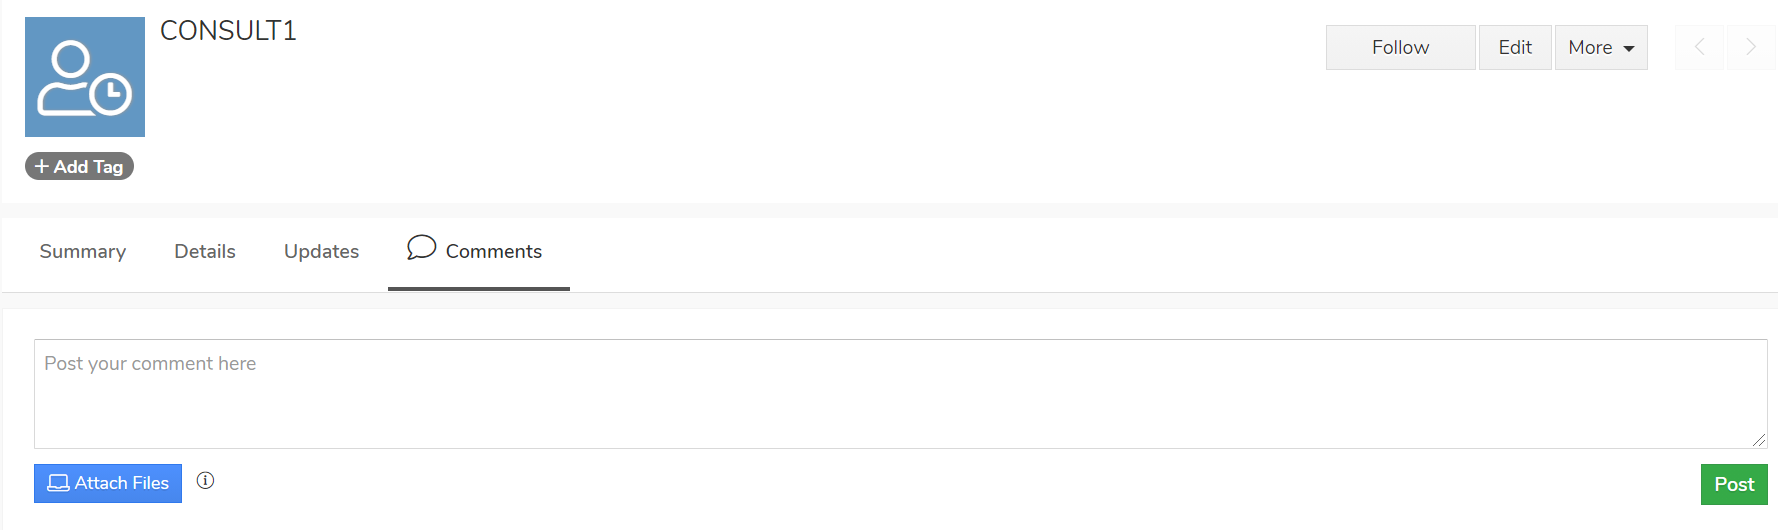 CONSULT1
Follow Edit More
+ Add Tag
Summary Details Updates Comments
Post your comment here
Attach Files
Post